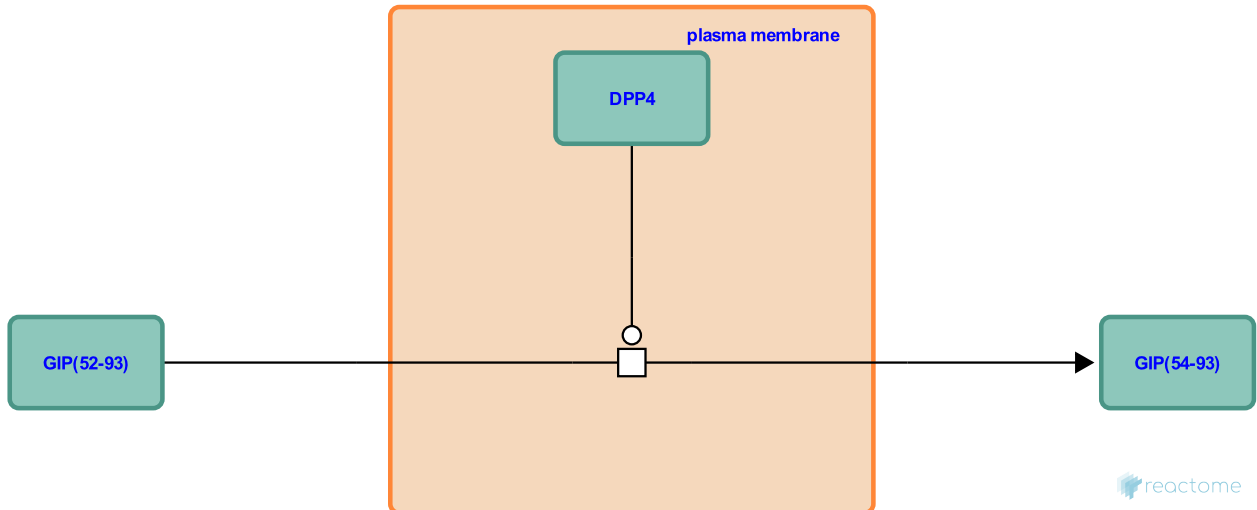 plasma membrane
DPP4
GIP(52-93)
GIP(54-93)
reactome